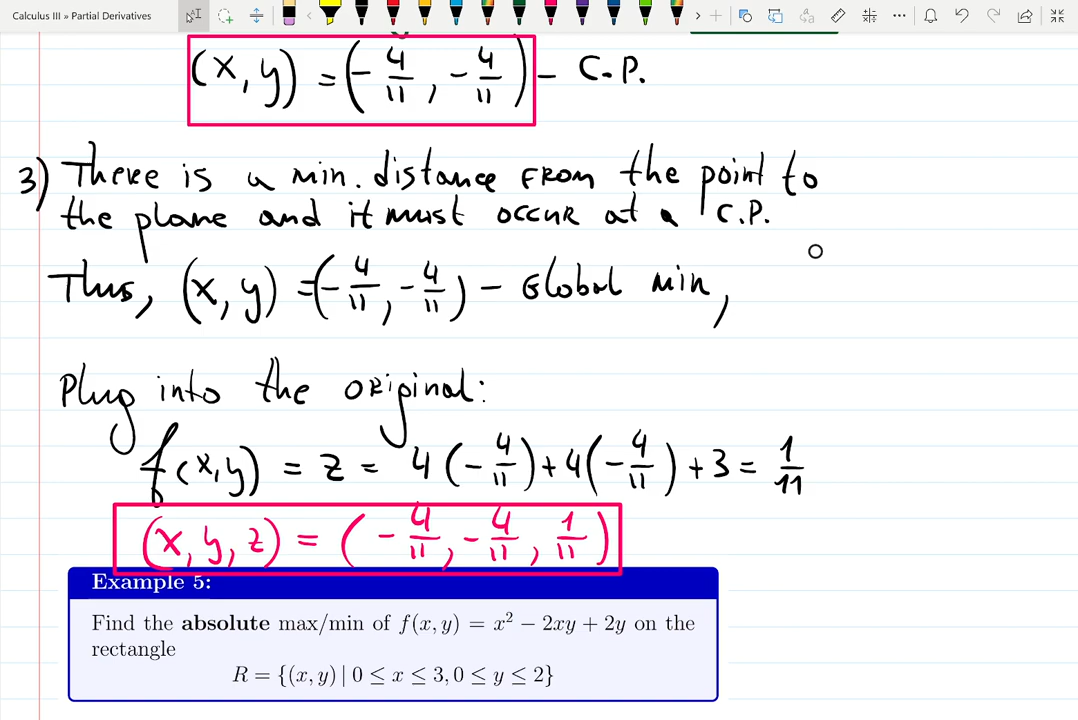 Calculus III » Partial Derivatives
(x, y) = (-4/11, -4/11) - C.P.
3) There is a min. distance FROM the point to
the plane and it must occur at a C.P.
Thus, (x, y) = (-4/11, -4/11) - Global min,
Plug into the original:
f(x,y) = z = 4(-4/11)+4(-4/11)+3 = 1/11
(x, y, z) = (-4/11, -4/11, 1/11)
Example 5:
Find the absolute max/min of f(x, y) = x² − 2xy + 2y on the
rectangle
R = {(x, y) | 0 ≤ x ≤ 3, 0 ≤ y ≤ 2}